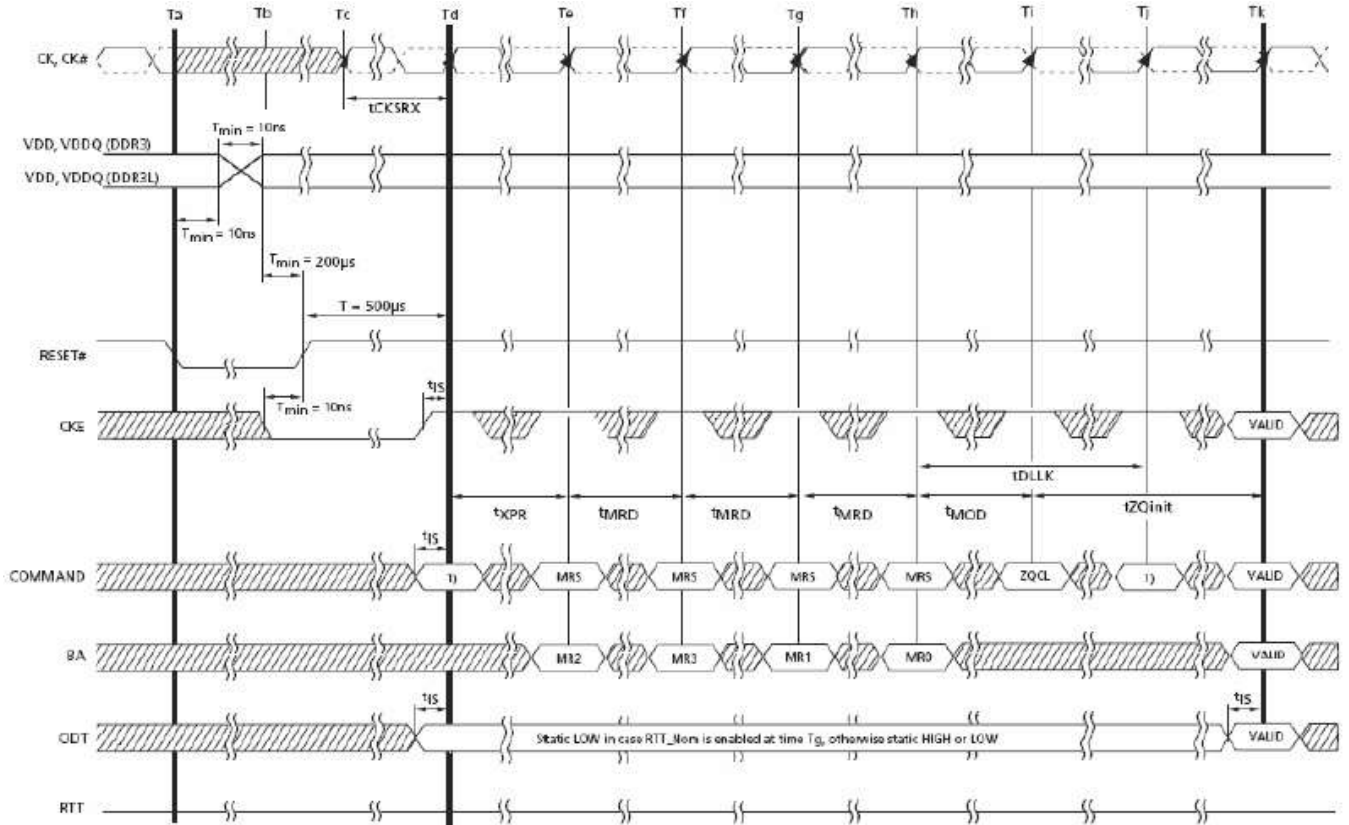 Ta Tb Tc Td Te Tf Tg Th Ti Tj Tk
CK, CK#
tCKSRX
Tmin = 10ns
VDD, VDDQ (DDR3)
VDD, VDDQ (DDR3L)
Tmin = 10ns
Tmin = 200µs
T = 500µs
RESET#
tIS
Tmin = 10ns
CKE
VALID
tDLLK
tXPR tMRD tMRD tMRD tMOD tZQinit
tIS
COMMAND 1) MRS MRS MRS MRS ZQCL 1) VALID
BA MR2 MR3 MR1 MR0 VALID
tIS tIS
ODT Static LOW in case RTT_Nom is enabled at time Tg, otherwise static HIGH or LOW VALID
RTT